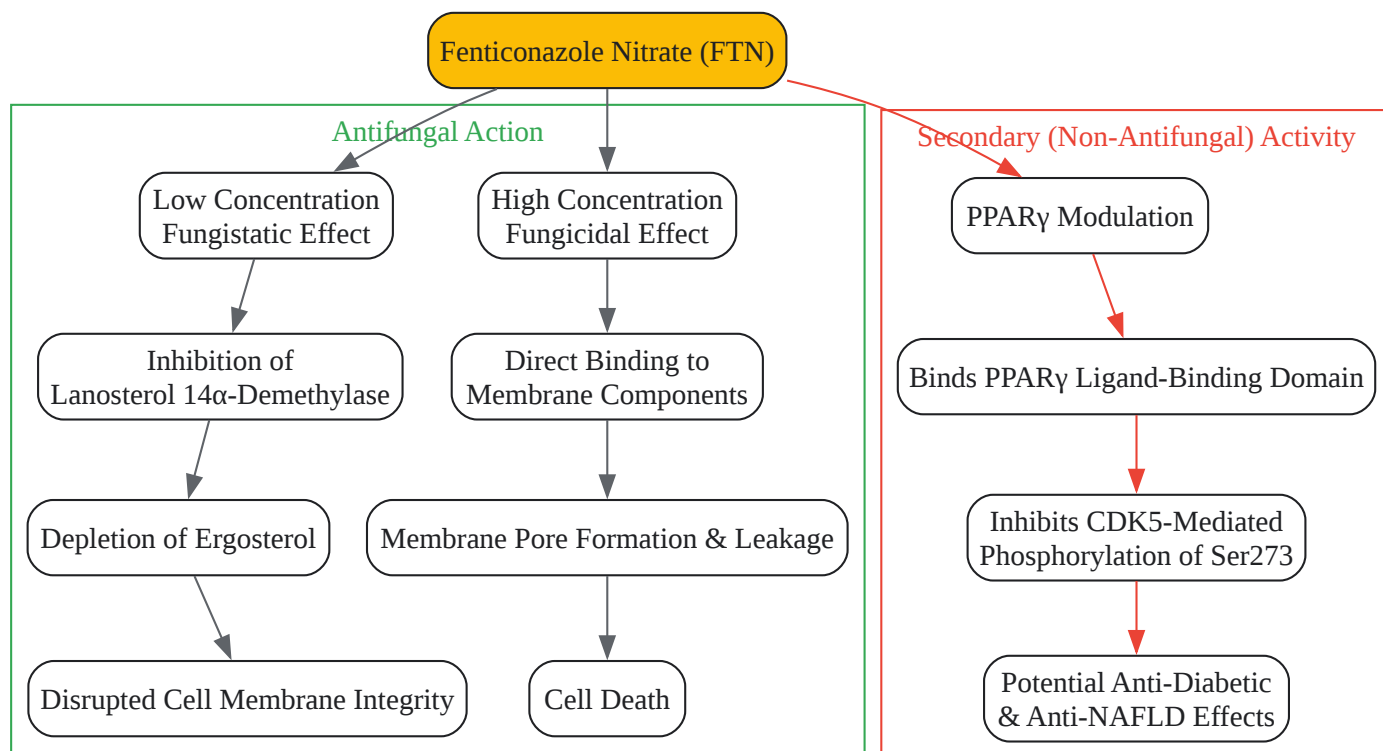 Fenticonazole Nitrate (FTN)
Antifungal Action
Secondary (Non-Antifungal) Activity
Low Concentration
Fungistatic Effect
High Concentration
Fungicidal Effect
PPARγ Modulation
Inhibition of
Lanosterol 14α-Demethylase
Direct Binding to
Membrane Components
Binds PPARγ Ligand-Binding Domain
Depletion of Ergosterol
Membrane Pore Formation & Leakage
Inhibits CDK5-Mediated
Phosphorylation of Ser273
Disrupted Cell Membrane Integrity
Cell Death
Potential Anti-Diabetic
& Anti-NAFLD Effects